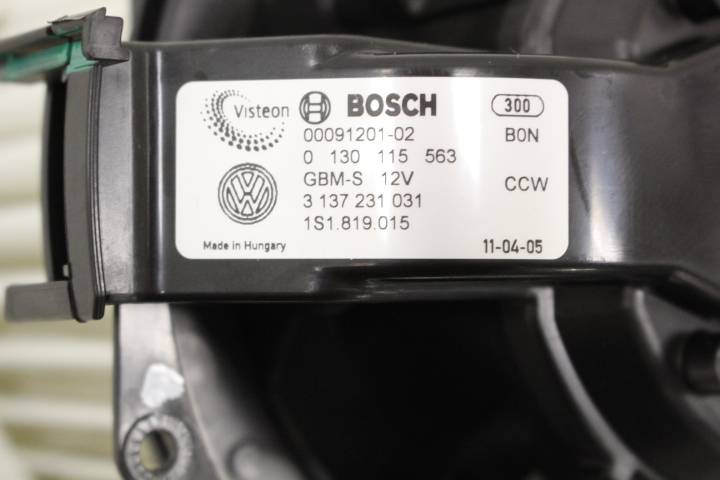 Visteon BOSCH 300
00091201-02 B0N
0 130 115 563
GBM-S 12V CCW
3 137 231 031
1S1.819.015
Made in Hungary 11-04-05